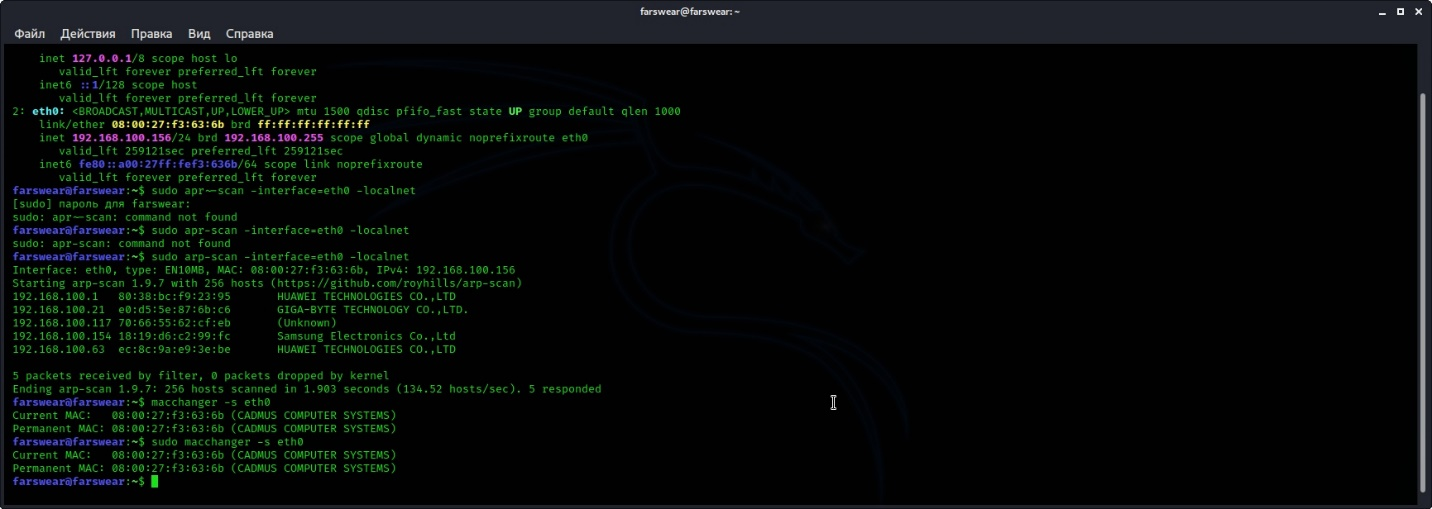 farswear@farswear: ~
Файл Действия Правка Вид Справка
inet 127.0.0.1/8 scope host lo
valid_lft forever preferred_lft forever
inet6 ::1/128 scope host
valid_lft forever preferred_lft forever
2: eth0: <BROADCAST,MULTICAST,UP,LOWER_UP> mtu 1500 qdisc pfifo_fast state UP group default qlen 1000
link/ether 08:00:27:f3:63:6b brd ff:ff:ff:ff:ff:ff
inet 192.168.100.156/24 brd 192.168.100.255 scope global dynamic noprefixroute eth0
valid_lft 259121sec preferred_lft 259121sec
inet6 fe80::a00:27ff:fef3:636b/64 scope link noprefixroute
valid_lft forever preferred_lft forever
farswear@farswear:~$ sudo apr--scan -interface=eth0 -localnet
[sudo] пароль для farswear:
sudo: apr--scan: command not found
farswear@farswear:~$ sudo apr-scan -interface=eth0 -localnet
sudo: apr-scan: command not found
farswear@farswear:~$ sudo arp-scan -interface=eth0 -localnet
Interface: eth0, type: EN10MB, MAC: 08:00:27:f3:63:6b, IPv4: 192.168.100.156
Starting arp-scan 1.9.7 with 256 hosts (https://github.com/royhills/arp-scan)
192.168.100.1 80:38:bc:f9:23:95 HUAWEI TECHNOLOGIES CO.,LTD
192.168.100.21 e0:d5:5e:87:6b:c6 GIGA-BYTE TECHNOLOGY CO.,LTD.
192.168.100.117 70:66:55:62:cf:eb (Unknown)
192.168.100.154 18:19:d6:c2:99:fc Samsung Electronics Co.,Ltd
192.168.100.63 ec:8c:9a:e9:3e:be HUAWEI TECHNOLOGIES CO.,LTD
5 packets received by filter, 0 packets dropped by kernel
Ending arp-scan 1.9.7: 256 hosts scanned in 1.903 seconds (134.52 hosts/sec). 5 responded
farswear@farswear:~$ macchanger -s eth0
Current MAC: 08:00:27:f3:63:6b (CADMUS COMPUTER SYSTEMS)
Permanent MAC: 08:00:27:f3:63:6b (CADMUS COMPUTER SYSTEMS)
farswear@farswear:~$ sudo macchanger -s eth0
Current MAC: 08:00:27:f3:63:6b (CADMUS COMPUTER SYSTEMS)
Permanent MAC: 08:00:27:f3:63:6b (CADMUS COMPUTER SYSTEMS)
farswear@farswear:~$